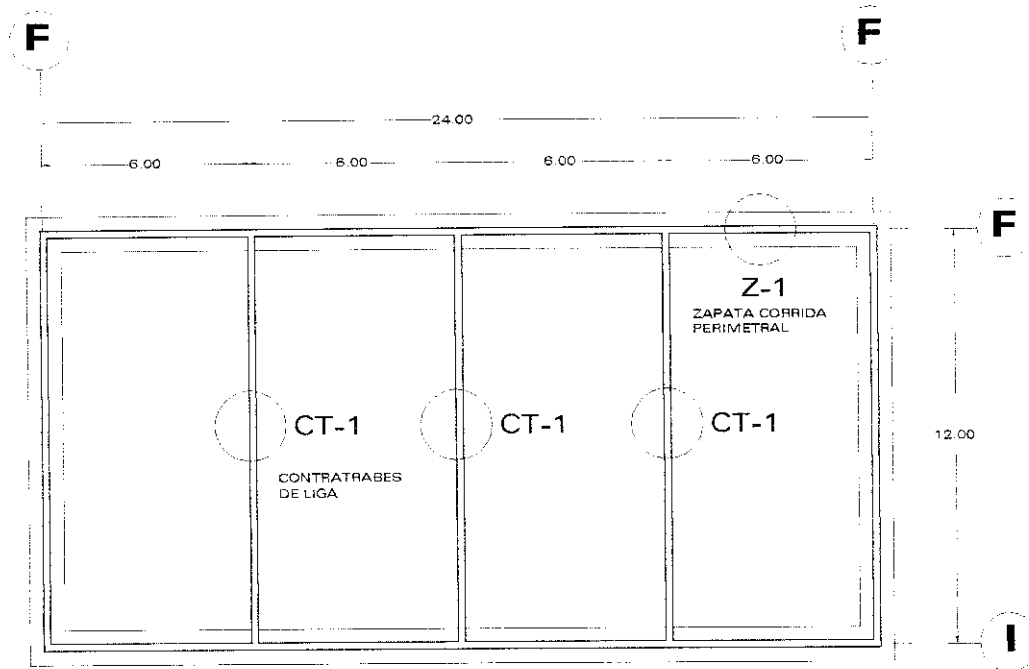 F
F
24.00
6.00
6.00
6.00
6.00
F
Z-1
ZAPATA CORRIDA
PERIMETRAL
CT-1
CT-1
CT-1
12.00
CONTRATRABES
DE LIGA
I